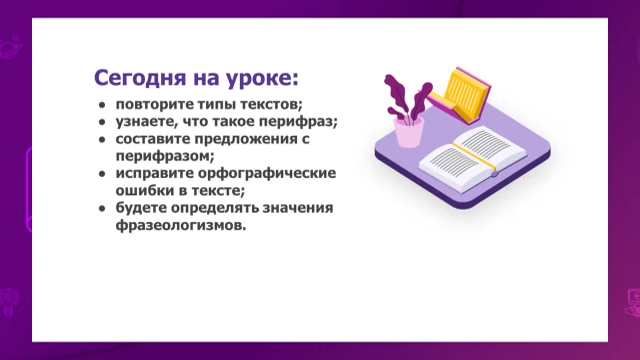 Сегодня на уроке:
● повторите типы текстов;
● узнаете, что такое перифраз;
● составите предложения с
перифразом;
● исправите орфографические
ошибки в тексте;
● будете определять значения
фразеологизмов.